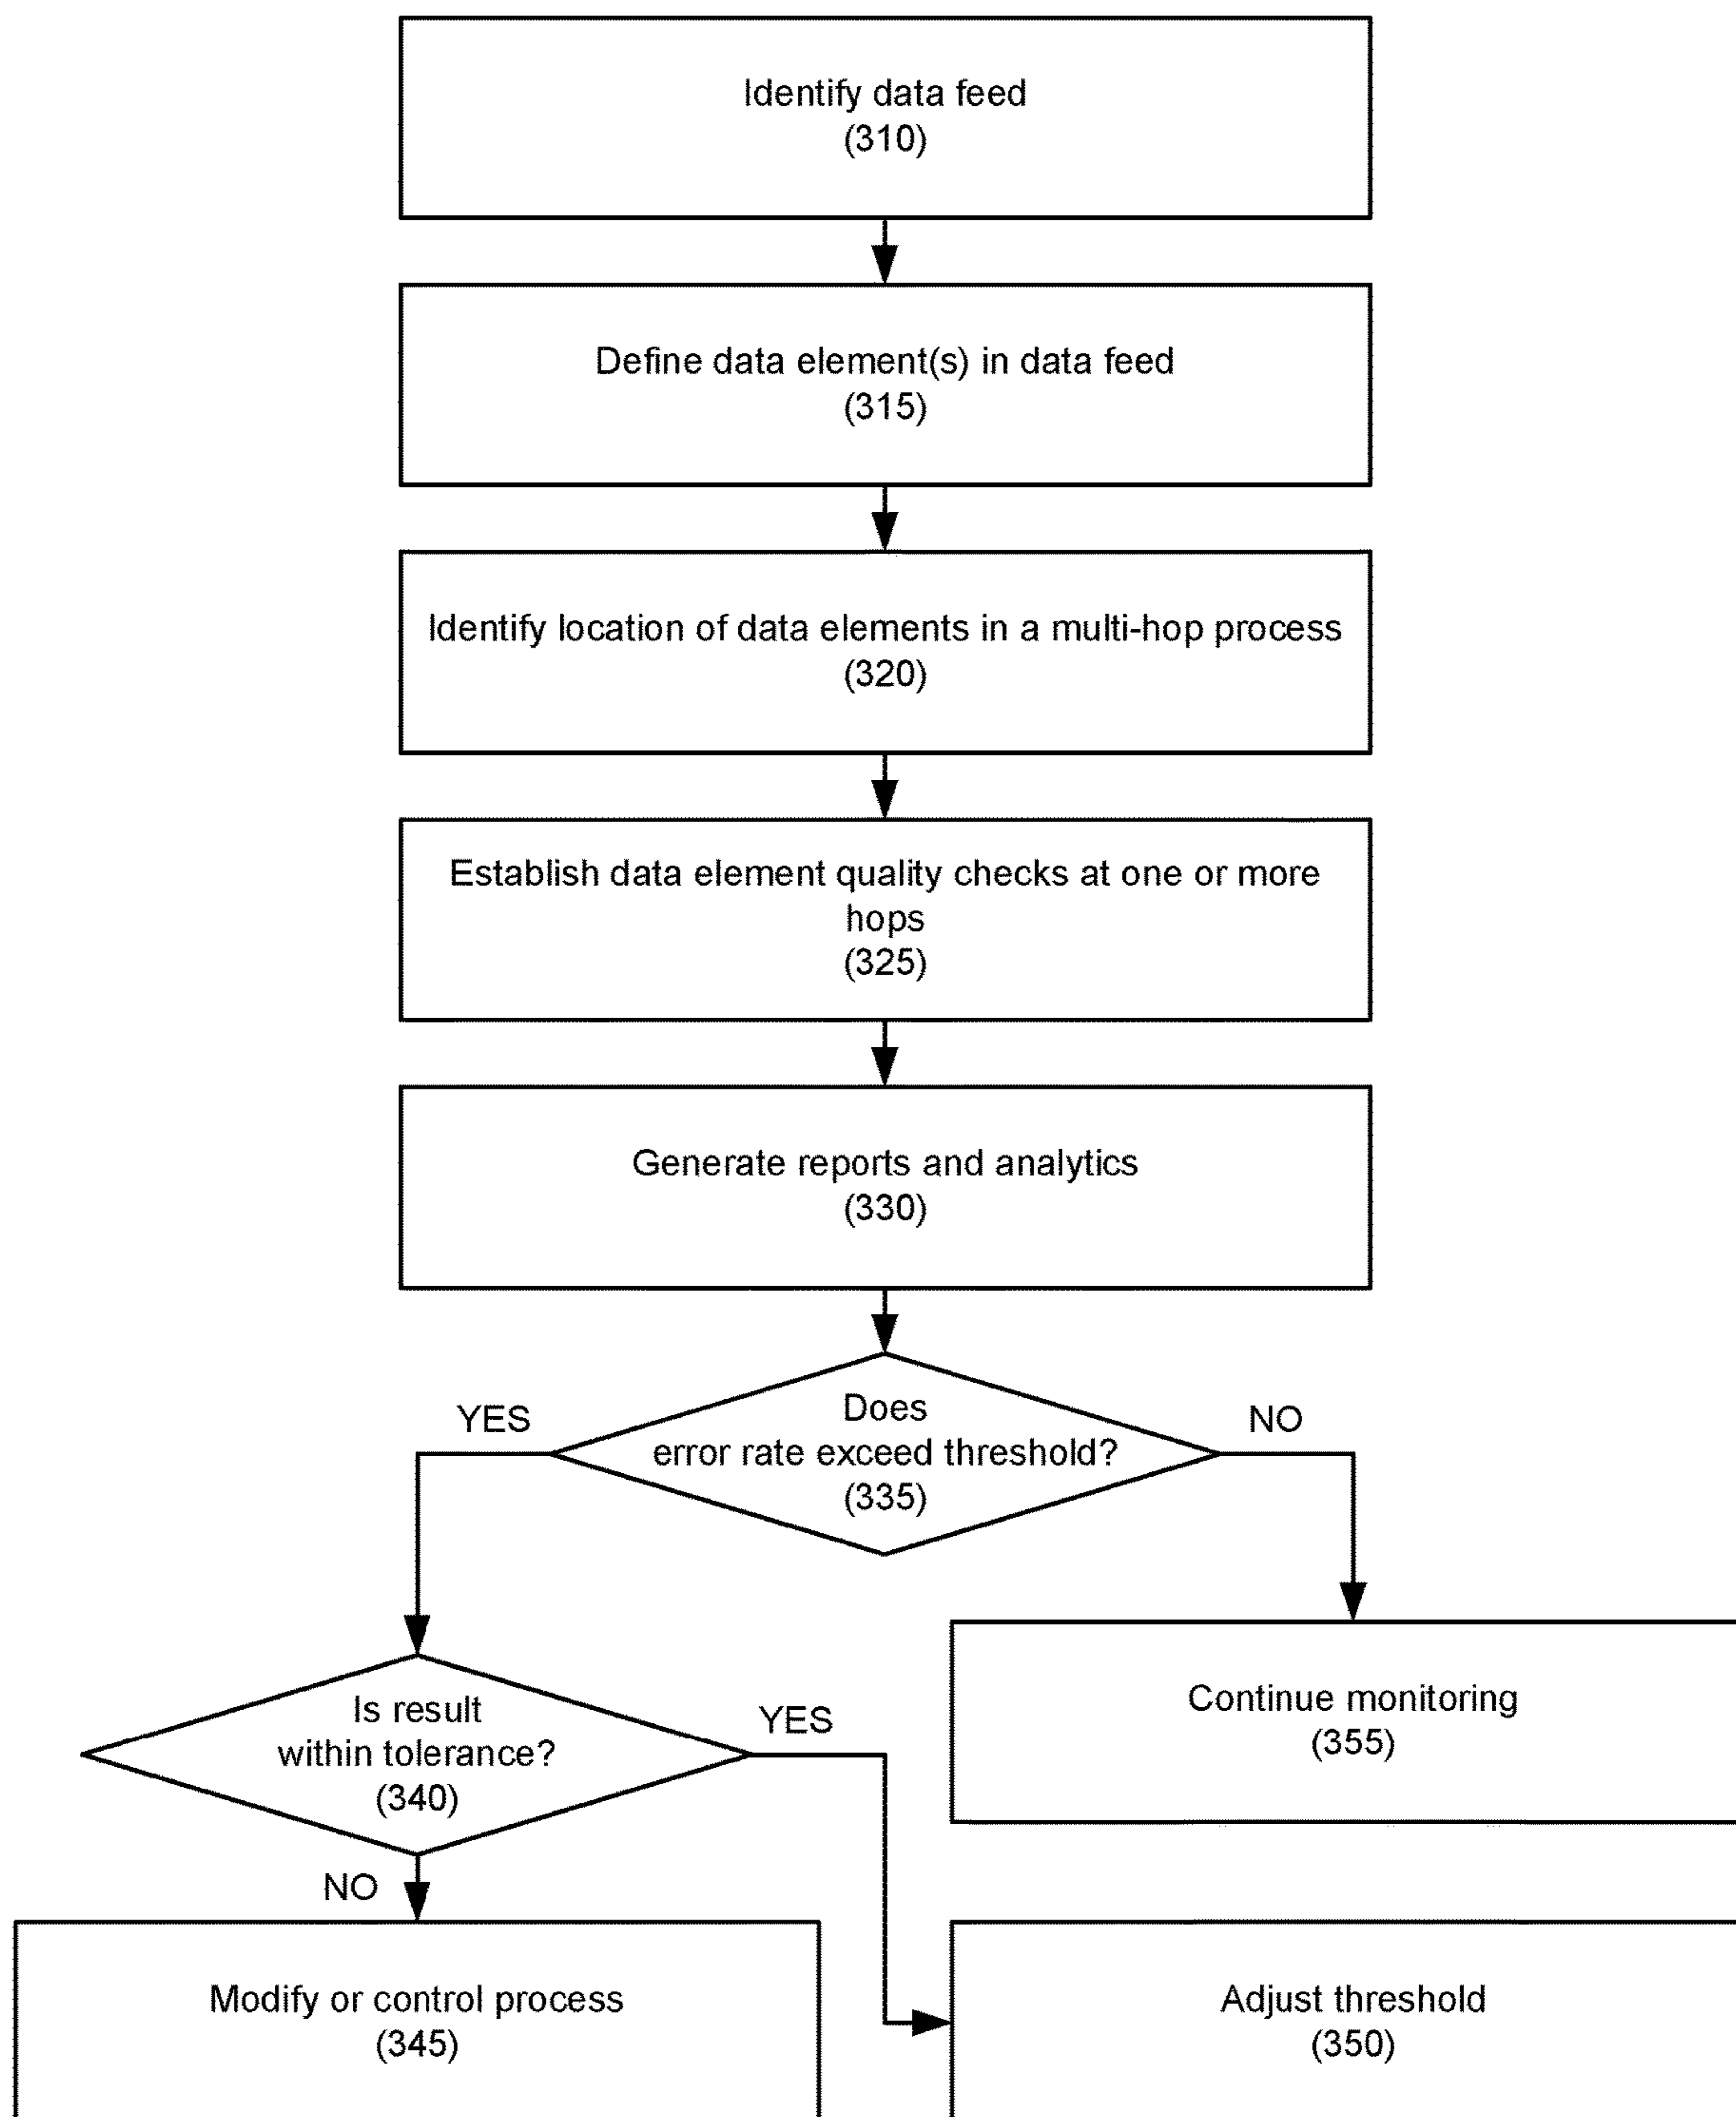 Identify data feed
(310)
Define data element(s) in data feed
(315)
Identify location of data elements in a multi-hop process
(320)
Establish data element quality checks at one or more
hops
(325)
Generate reports and analytics
(330)
Does
error rate exceed threshold?
(335)
YES
NO
Is result
within tolerance?
(340)
YES
NO
Continue monitoring
(355)
Modify or control process
(345)
Adjust threshold
(350)